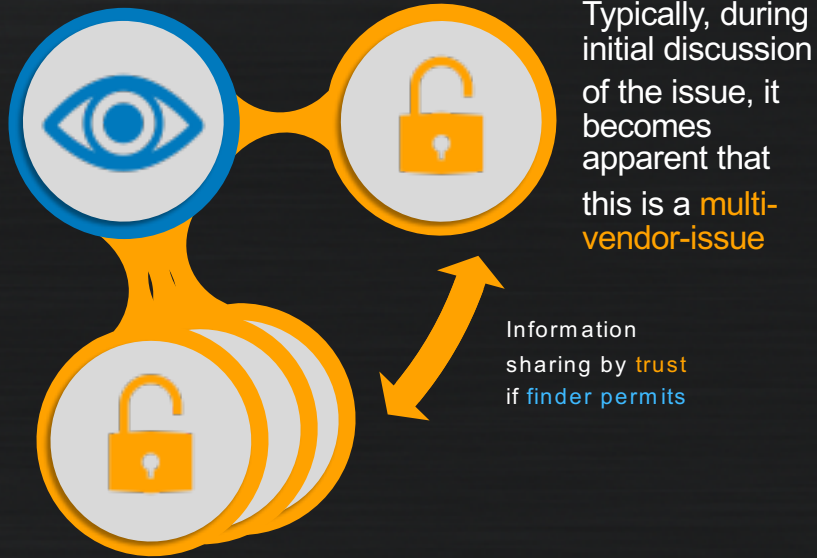 Typically, during
initial discussion
of the issue, it
becomes
apparent that
this is a multi-
vendor-issue
Information
sharing by trust
if finder permits